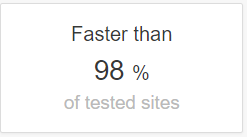 Faster than
98 %
of tested sites